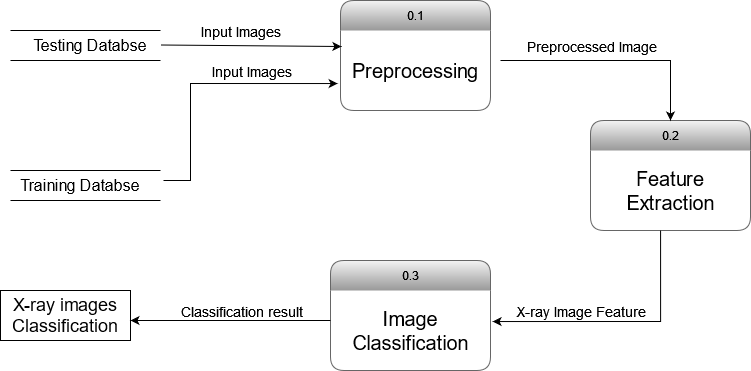 0.1
Input Images
Testing Databse
Preprocessing
Preprocessed Image
Input Images
0.2
Training Databse
Feature
Extraction
0.3
X-ray images
Classification
Classification result
Image
Classification
X-ray Image Feature